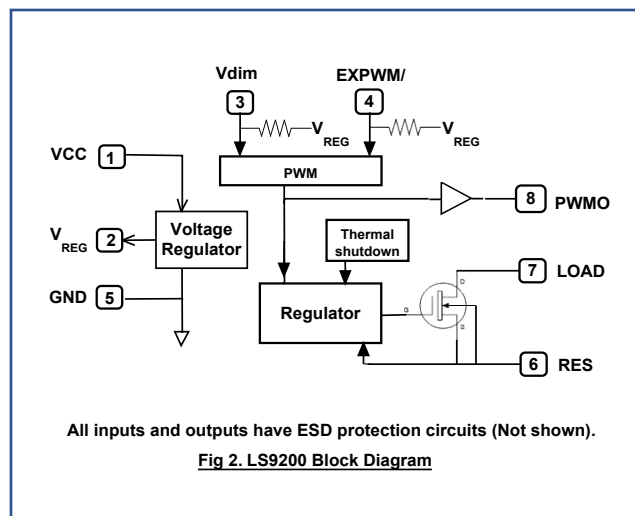 Vdim
EXPWM/
3
4
V REG
V REG
VCC
1
PWM
8
PWMO
V REG
2
Voltage
Regulator
Thermal
shutdown
7
LOAD
GND
5
Regulator
G
D
S
6
RES
All inputs and outputs have ESD protection circuits (Not shown).
Fig 2. LS9200 Block Diagram